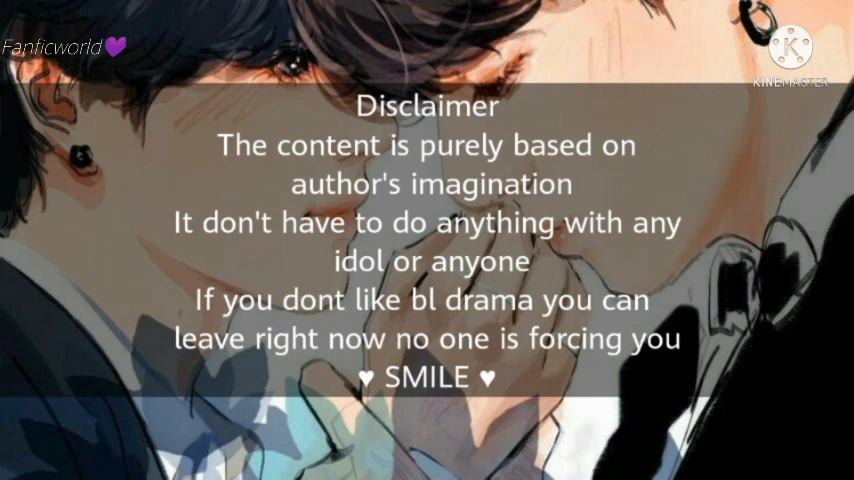 Fanficworld💜
K
KINEMASTER
Disclaimer
The content is purely based on
author's imagination
It don't have to do anything with any
idol or anyone
If you dont like bl drama you can
leave right now no one is forcing you
♥ SMILE ♥